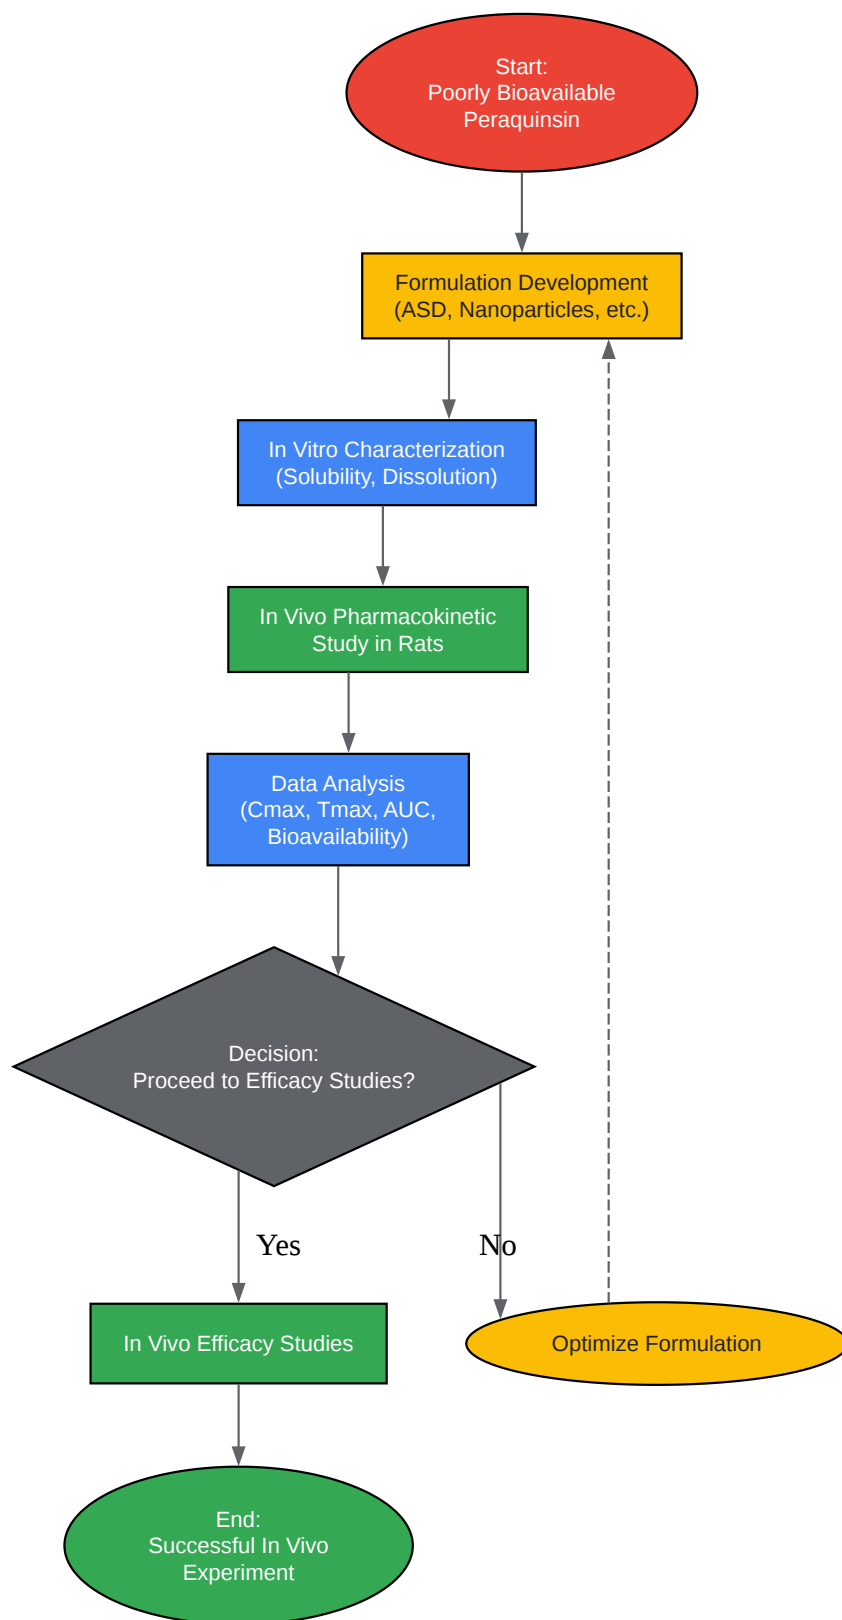 Start:
Poorly Bioavailable
Peraquinsin
Formulation Development
(ASD, Nanoparticles, etc.)
In Vitro Characterization
(Solubility, Dissolution)
In Vivo Pharmacokinetic
Study in Rats
Data Analysis
(Cmax, Tmax, AUC,
Bioavailability)
Decision:
Proceed to Efficacy Studies?
Yes
No
In Vivo Efficacy Studies
Optimize Formulation
End:
Successful In Vivo
Experiment